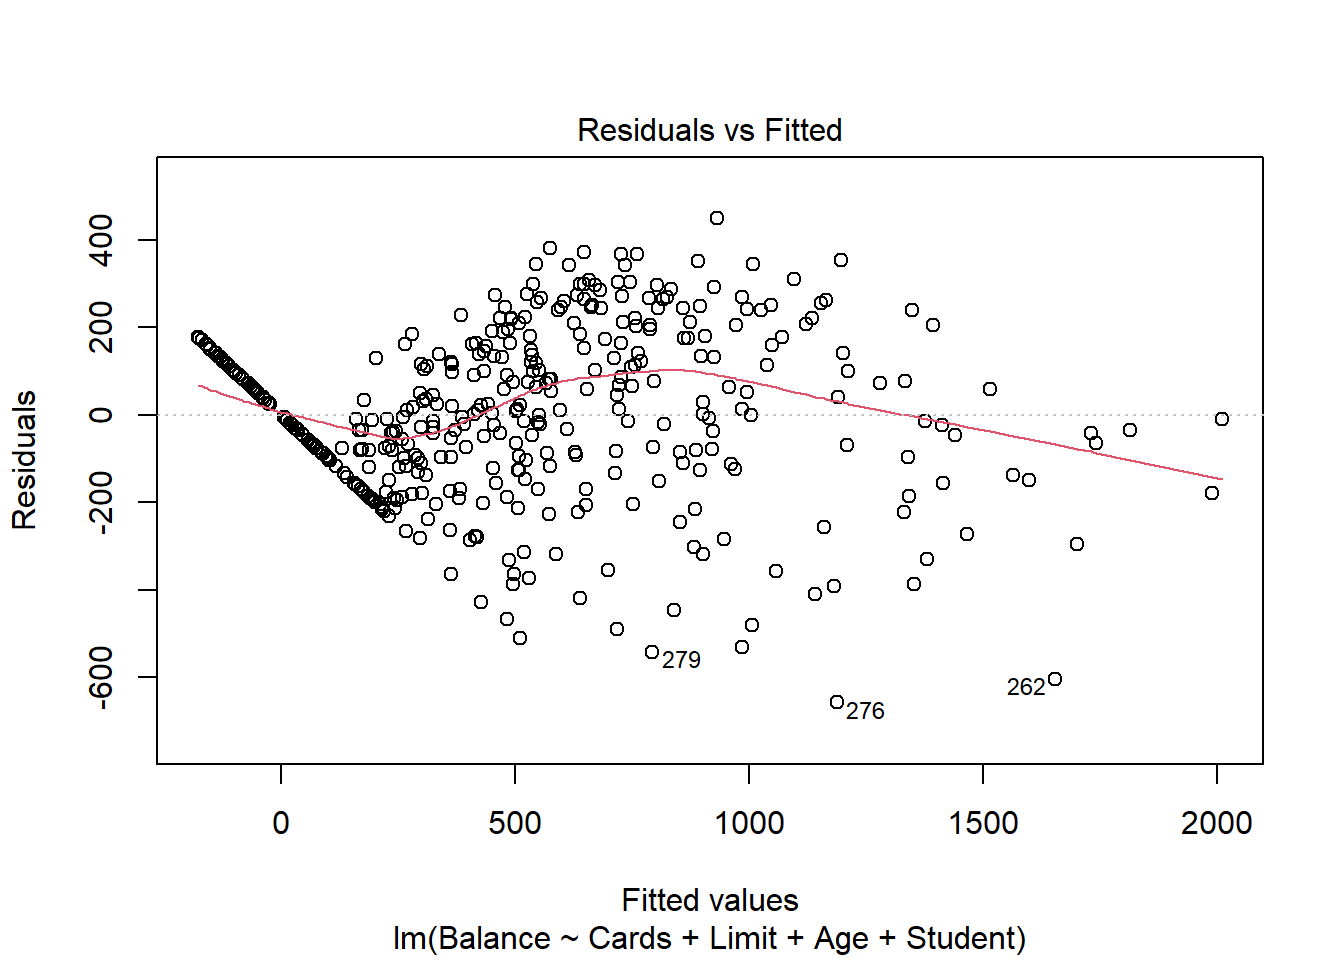 Residuals vs Fitted
Residuals
400
200
0
-200
-600
279
262
276
0 500 1000 1500 2000
Fitted values
lm(Balance ~ Cards + Limit + Age + Student)